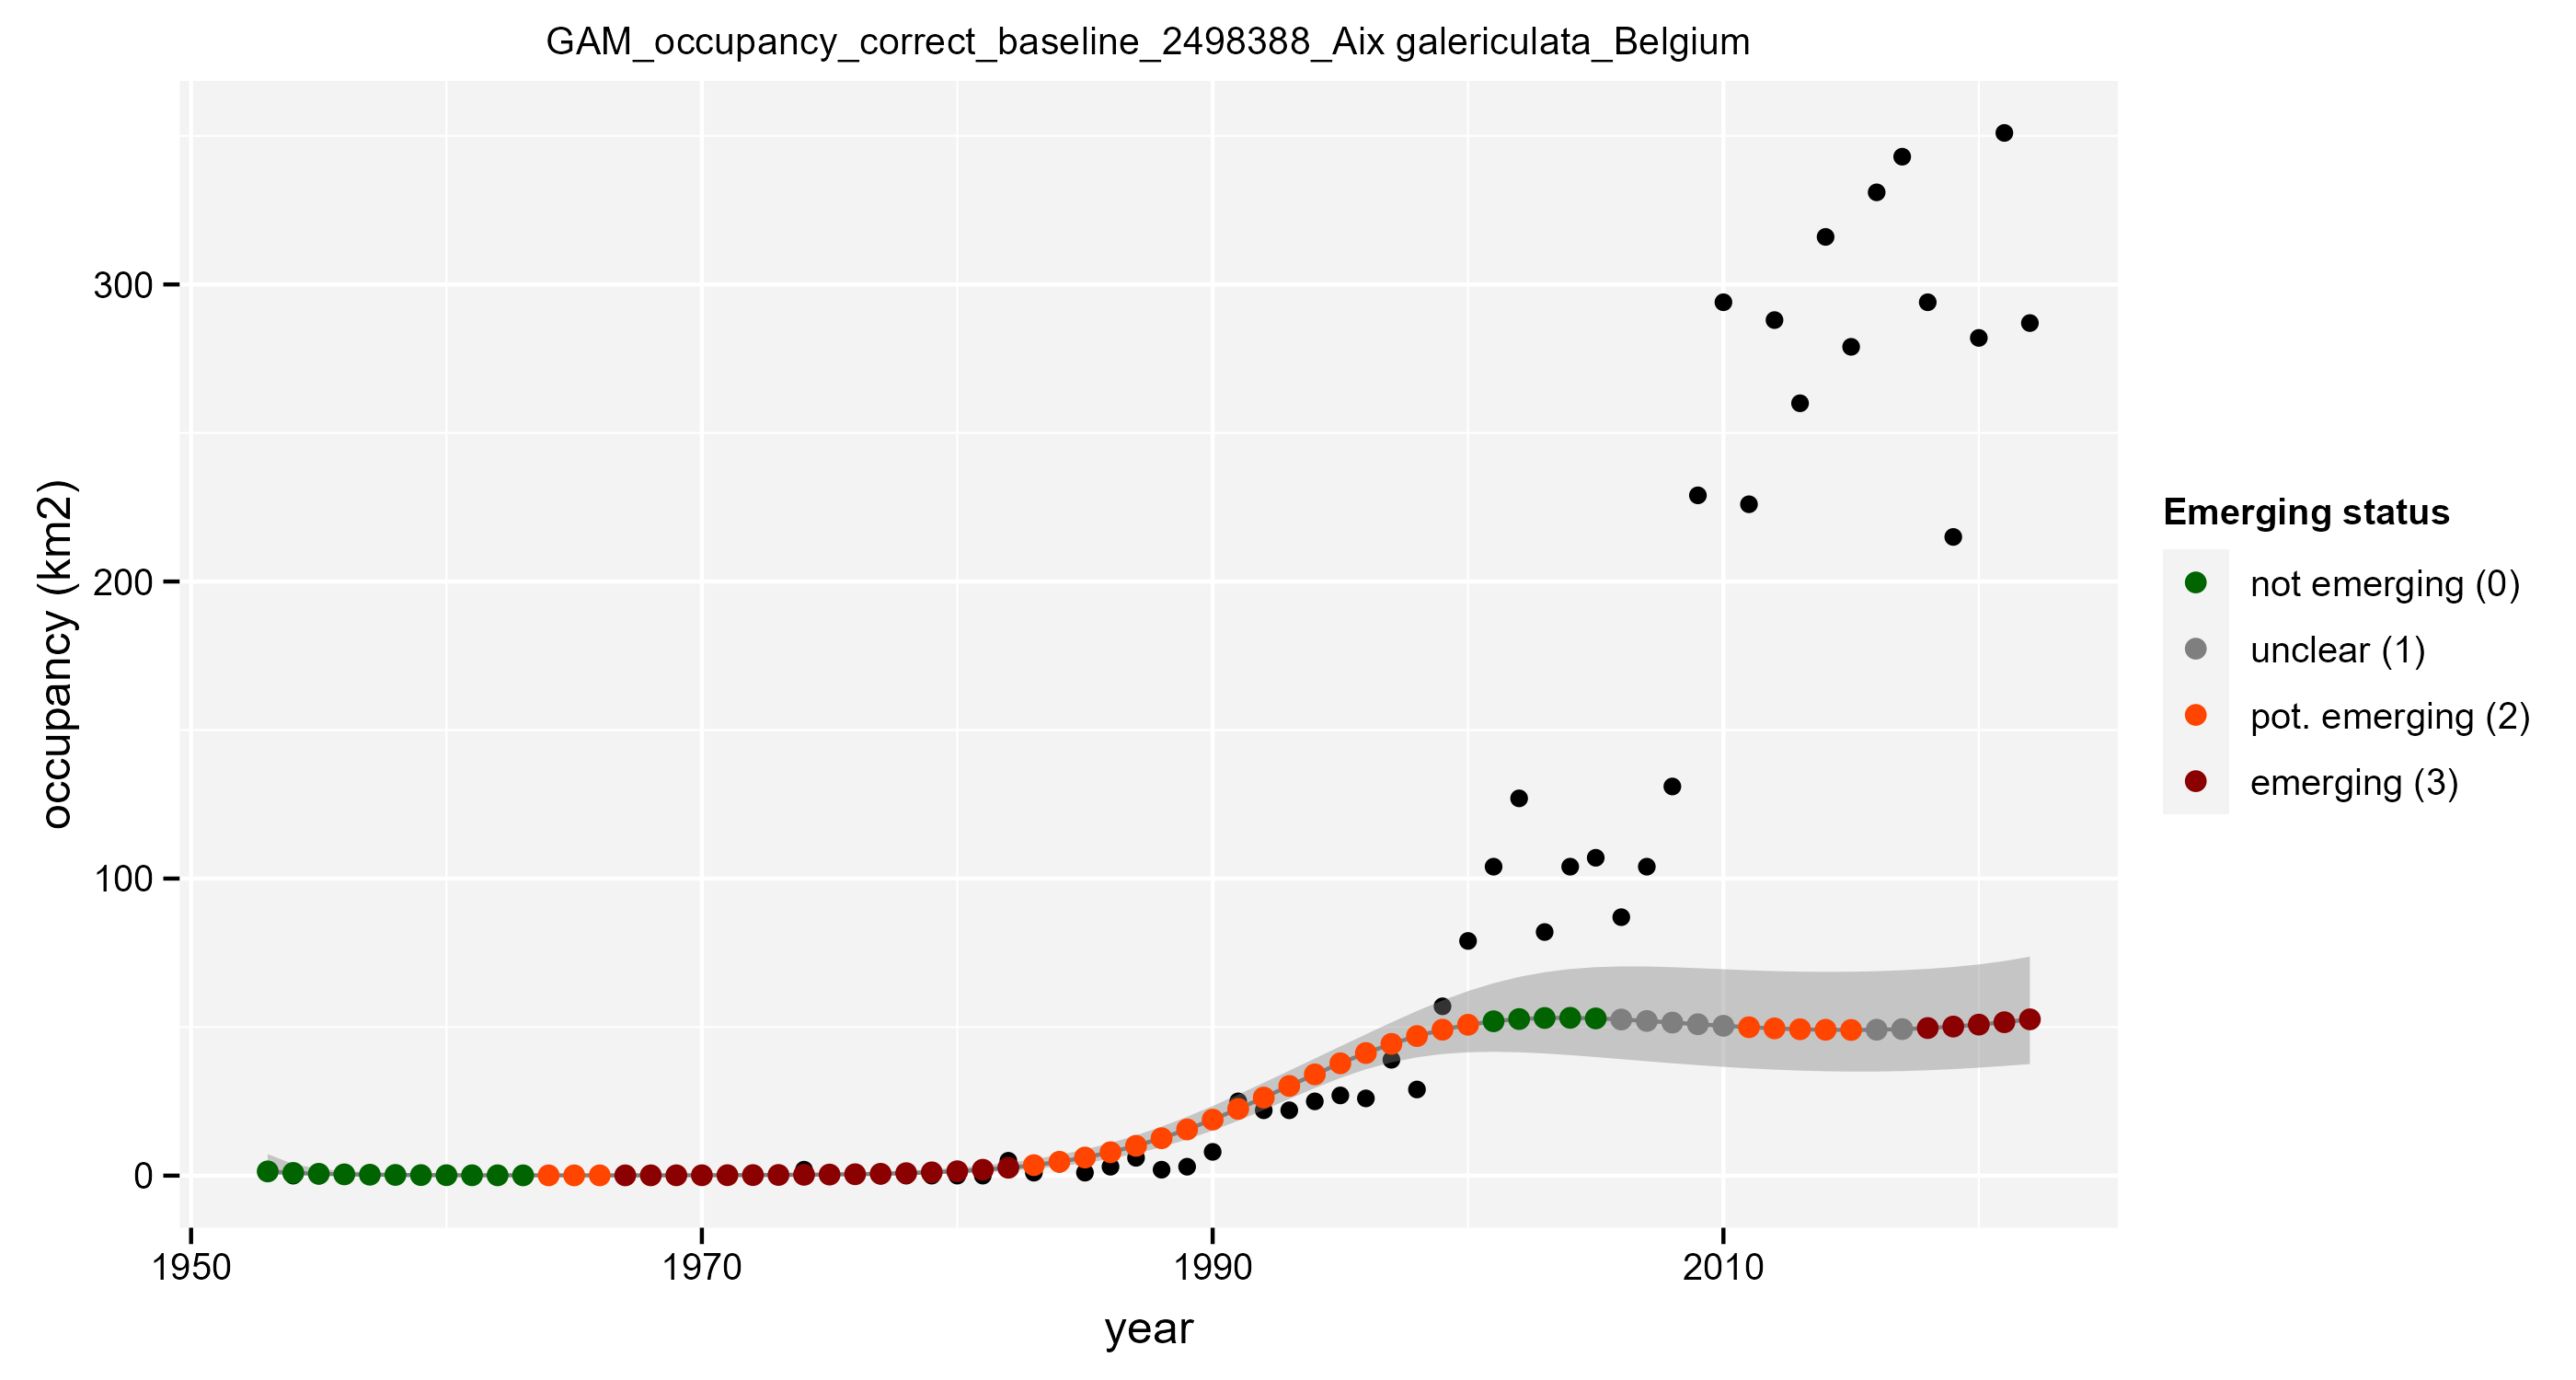 GAM_occupancy_correct_baseline_2498388_Aix galericulata_Belgium
occupancy (km2)
300
200
100
0
1950
1970
1990
2010
year
Emerging status
not emerging (0)
unclear (1)
pot. emerging (2)
emerging (3)